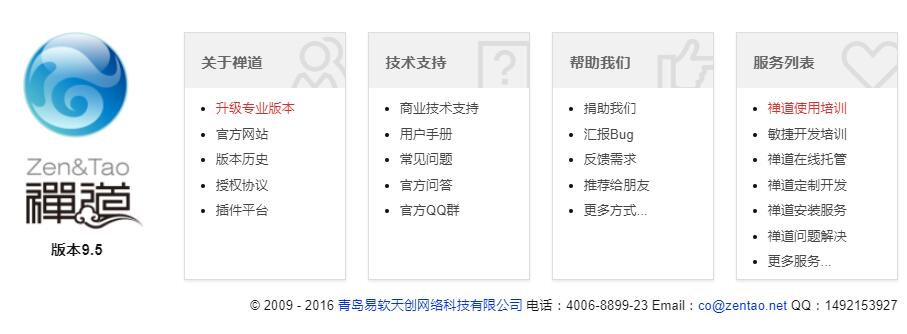 Zen&Tao
禪道
版本9.5
关于禅道
升级专业版本
官方网站
版本历史
授权协议
插件平台
技术支持
商业技术支持
用户手册
常见问题
官方问答
官方QQ群
帮助我们
捐助我们
汇报Bug
反馈需求
推荐给朋友
更多方式...
服务列表
禅道使用培训
敏捷开发培训
禅道在线托管
禅道定制开发
禅道安装服务
禅道问题解决
更多服务...
© 2009 - 2016 青岛易软天创网络科技有限公司 电话：4006-8899-23 Email：co@zentao.net QQ：1492153927